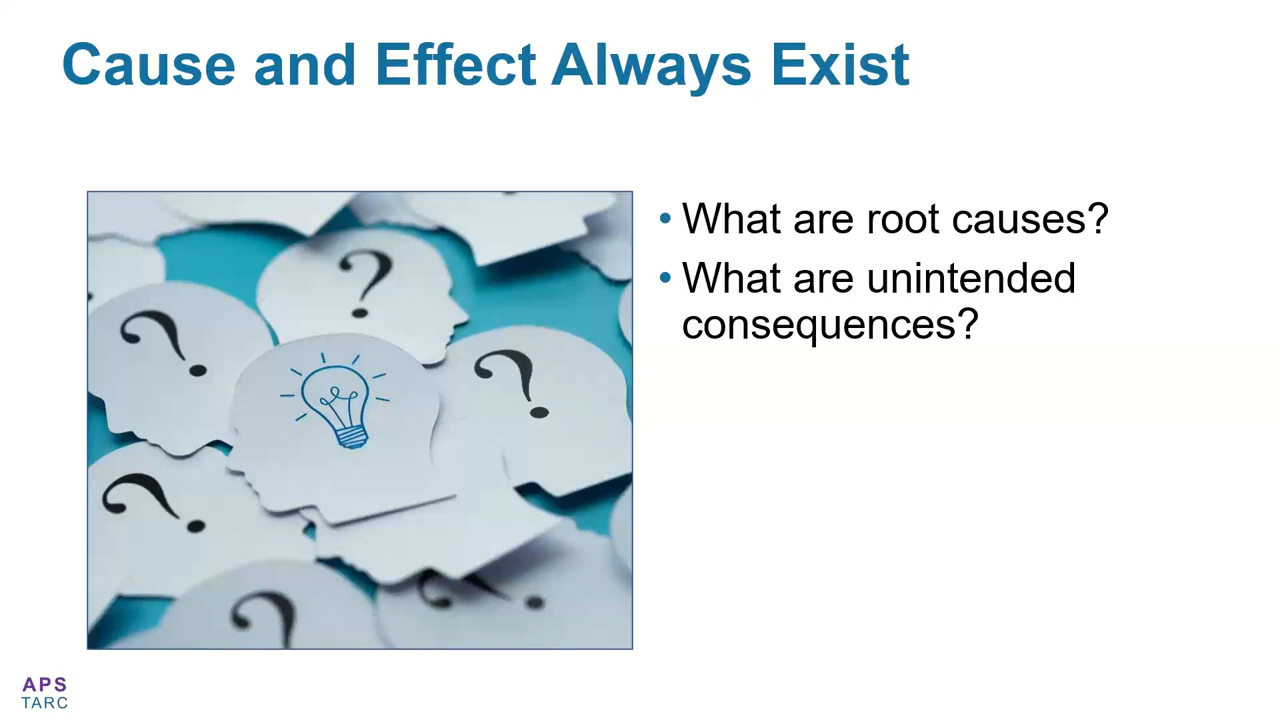 Cause and Effect Always Exist
• What are root causes?
• What are unintended
consequences?
?
?
?
?
?
?
APS
TARC